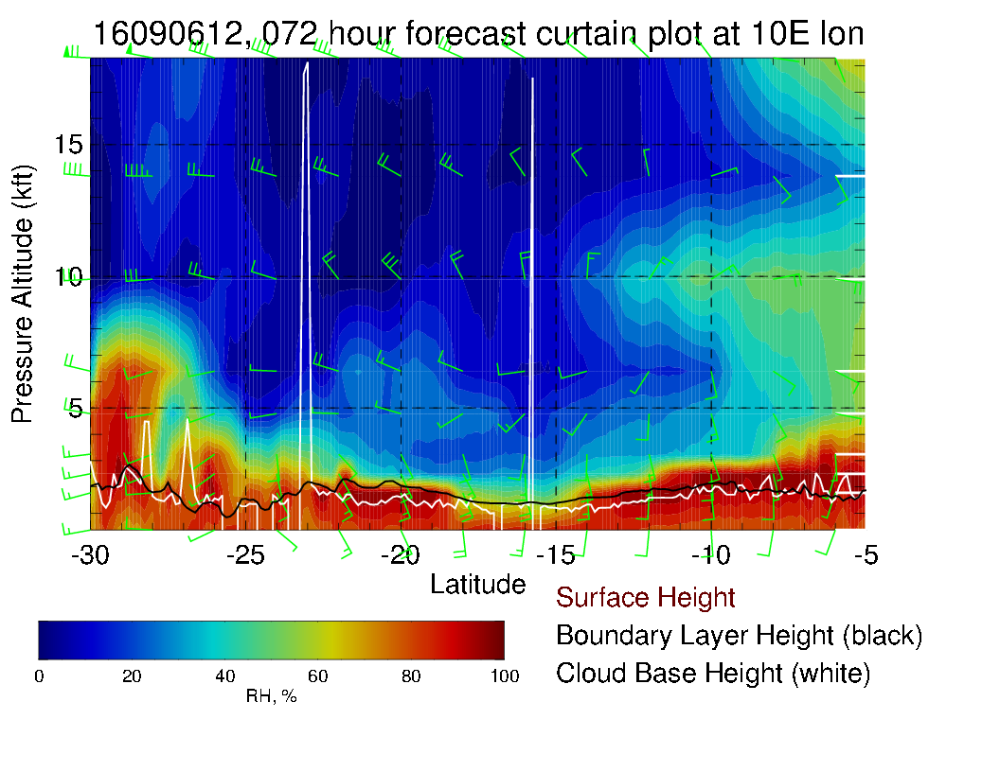 16090612, 072 hour forecast curtain plot at 10E lon
15
10
5
Pressure Altitude (kft)
-30 -25 -20 -15 -10 -5
Latitude
Surface Height
Boundary Layer Height (black)
Cloud Base Height (white)
0 20 40 60 80 100
RH, %